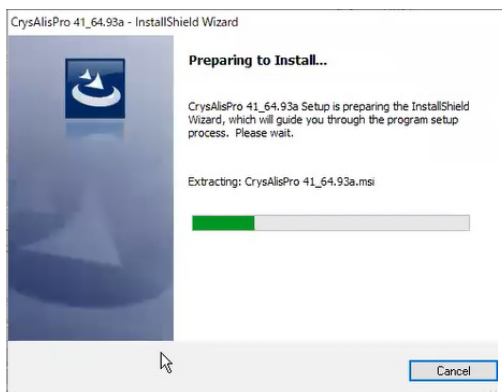 CrysAlisPro 41_64.93a - InstallShield Wizard
Preparing to Install...
CrysAlisPro 41_64.93a Setup is preparing the InstallShield
Wizard, which will guide you through the program setup
process. Please wait.
Extracting: CrysAlisPro 41_64.93a.msi
Cancel